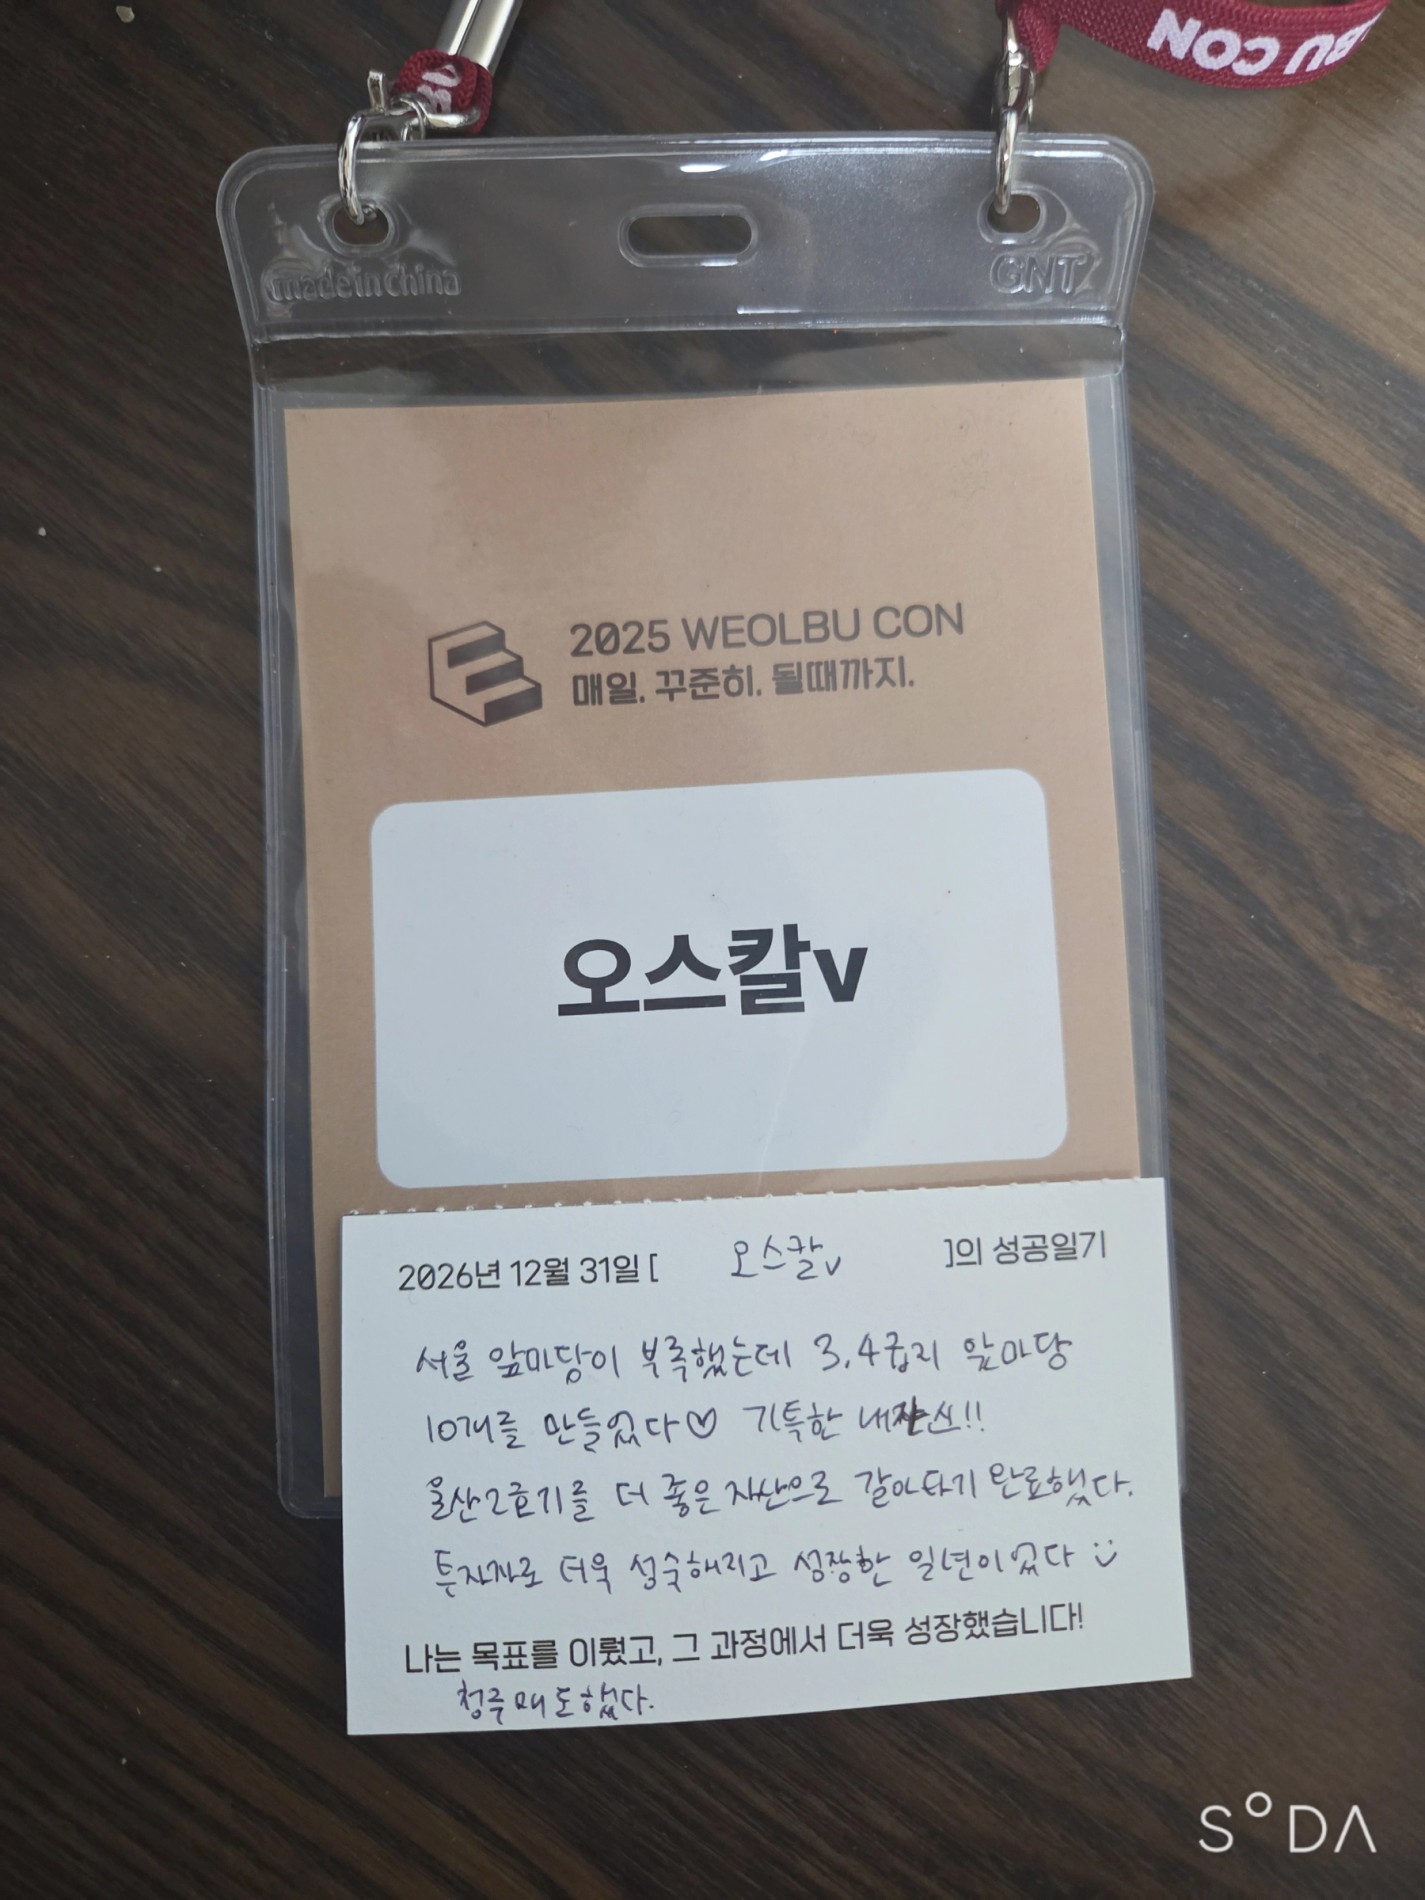 BU CON
made in China
GNT
2025 WEOLBU CON
매일. 꾸준히. 될때까지.
오스칼v
2026년 12월 31일 [ 오스칼v ]의 성공일기
서울 앞마당이 부족했는데 3,4급지 앞마당
10개를 만들었다♡ 기특한 내자신!!
울산2호기를 더 좋은 자산으로 갈아타기 완료했다.
투자자로 더욱 성숙해지고 성장한 일년이었다 :)
나는 목표를 이뤘고, 그 과정에서 더욱 성장했습니다!
청주 매도했다.
SODA